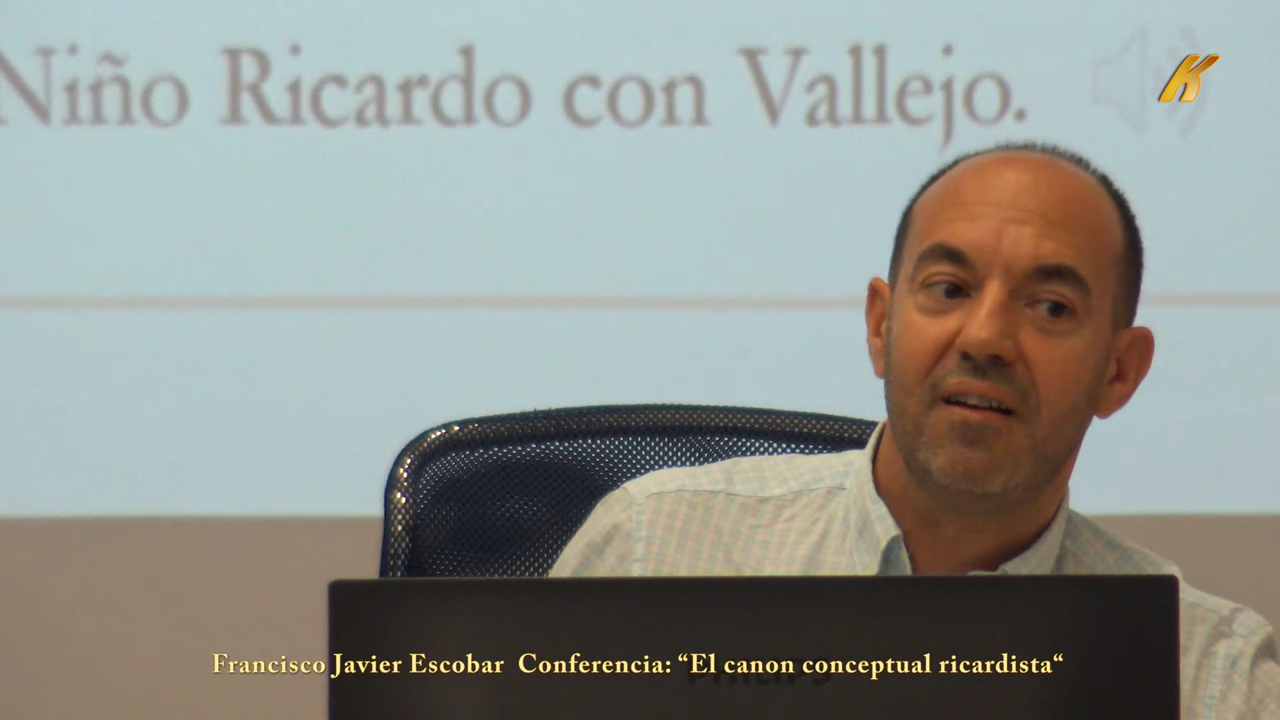 Niño Ricardo con Vallejo.
K
Francisco Javier Escobar Conferencia: “El canon conceptual ricardista“